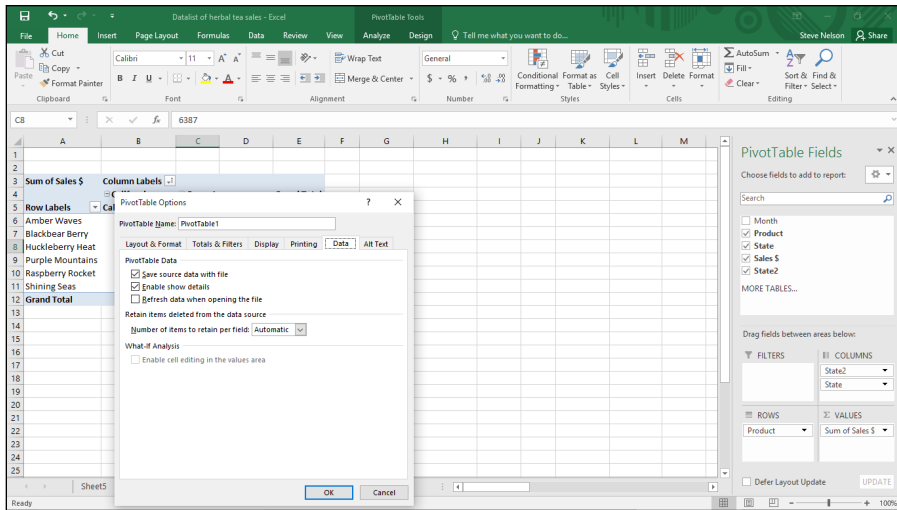 Datalist of herbal tea sales - Excel
PivotTable Tools
File Home Insert Page Layout Formulas Data Review View Analyze Design Tell me what you want to do... Steve Nelson Share
Paste
Cut
Copy
Format Painter
Clipboard
Calibri 11
B I U
Font
Wrap Text
Merge & Center
Alignment
General
$ % ,
Number
Conditional Formatting
Format as Table
Cell Styles
Styles
Insert Delete Format
Cells
AutoSum
Fill
Clear
Sort & Filter
Find & Select
Editing
C8 fx 6387
A B C D E F G H I J K L M
1
2
3 Sum of Sales $ Column Labels
4
5 Row Labels Cal
6 Amber Waves
7 Blackbear Berry
8 Huckleberry Heat
9 Purple Mountains
10 Raspberry Rocket
11 Shining Seas
12 Grand Total
13
14
15
16
17
18
19
20
21
22
23
24
25
PivotTable Options ? X
PivotTable Name: PivotTable1
Layout & Format Totals & Filters Display Printing Data Alt Text
PivotTable Data
Save source data with file
Enable show details
Refresh data when opening the file
Retain items deleted from the data source
Number of items to retain per field: Automatic
What-If Analysis
Enable cell editing in the values area
OK Cancel
PivotTable Fields
Choose fields to add to report:
Search
Month
Product
State
Sales $
State2
MORE TABLES...
Drag fields between areas below:
FILTERS
COLUMNS
State2
State
ROWS
Product
VALUES
Sum of Sales $
Defer Layout Update UPDATE
Sheet5
Ready
100%